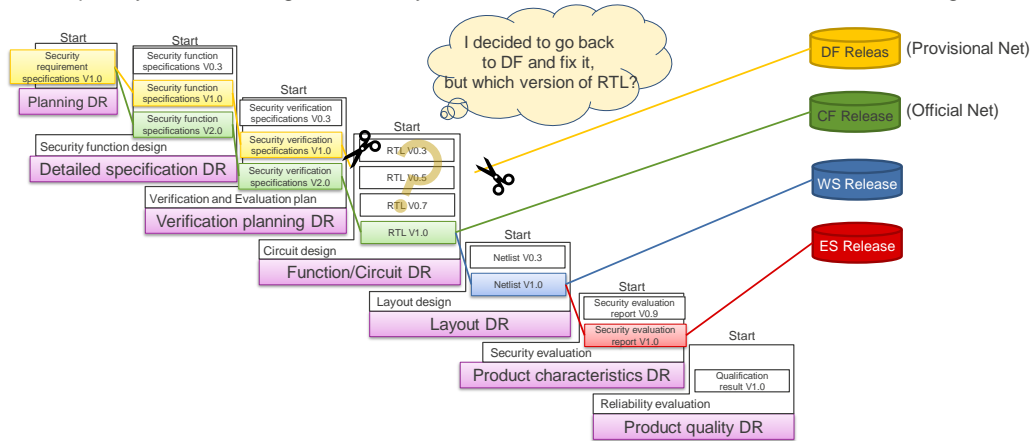 Start
Security
requirement
specifications V1.0
Planning DR
Start
Security function
specifications V0.3
Security function
specifications V1.0
Security function
specifications V2.0
Security function design
Detailed specification DR
Start
Security verification
specifications V0.3
Security verification
specifications V1.0
Security verification
specifications V2.0
Verification and Evaluation plan
Verification planning DR
I decided to go back
to DF and fix it,
but which version of RTL?
Start
RTL V0.3
RTL V0.5
RTL V0.7
RTL V1.0
?
Circuit design
Function/Circuit DR
Start
Netlist V0.3
Netlist V1.0
Layout design
Layout DR
Start
Security evaluation
report V0.9
Security evaluation
report V1.0
Security evaluation
Product characteristics DR
Start
Qualification
result V1.0
Reliability evaluation
Product quality DR
DF Releas
(Provisional Net)
CF Release
(Official Net)
WS Release
ES Release